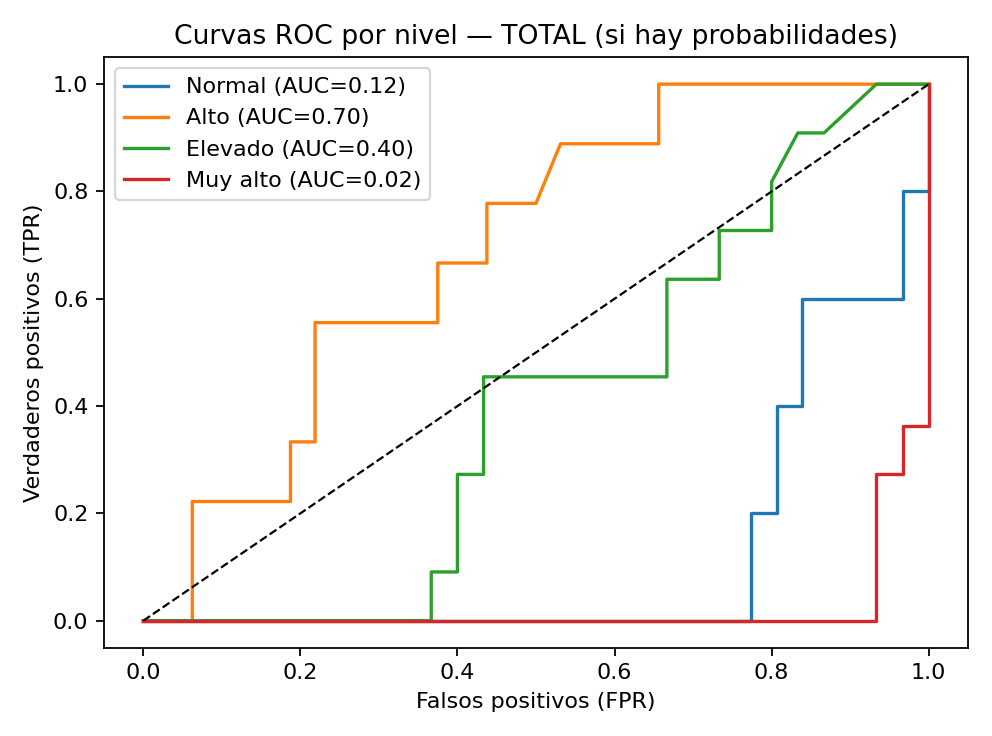 Curvas ROC por nivel — TOTAL (si hay probabilidades)
Normal (AUC=0.12)
Alto (AUC=0.70)
Elevado (AUC=0.40)
Muy alto (AUC=0.02)
Verdaderos positivos (TPR)
1.0
0.8
0.6
0.4
0.2
0.0
0.0 0.2 0.4 0.6 0.8 1.0
Falsos positivos (FPR)